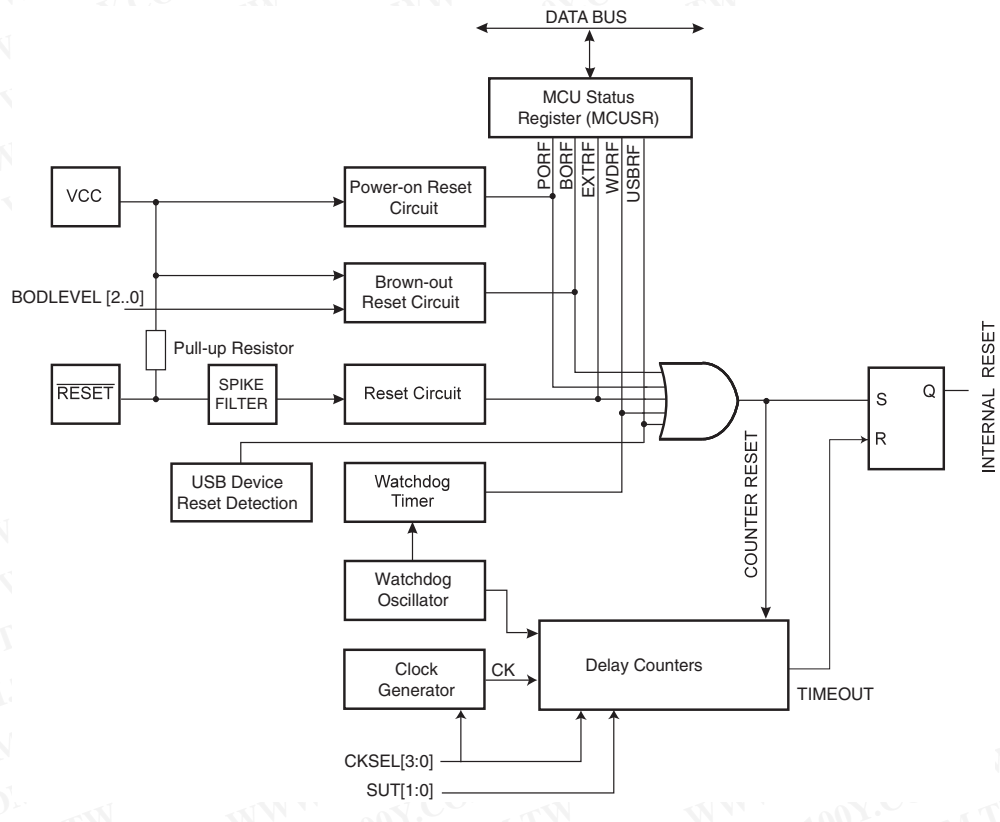 DATA BUS
MCU Status
Register (MCUSR)
PORF
BORF
EXTRF
WDRF
USBRF
VCC
Power-on Reset
Circuit
BODLEVEL [2..0]
Brown-out
Reset Circuit
Pull-up Resistor
RESET
SPIKE
FILTER
Reset Circuit
USB Device
Reset Detection
Watchdog
Timer
Watchdog
Oscillator
Clock
Generator
CK
Delay Counters
COUNTER RESET
TIMEOUT
S
R
Q
INTERNAL RESET
CKSEL[3:0]
SUT[1:0]